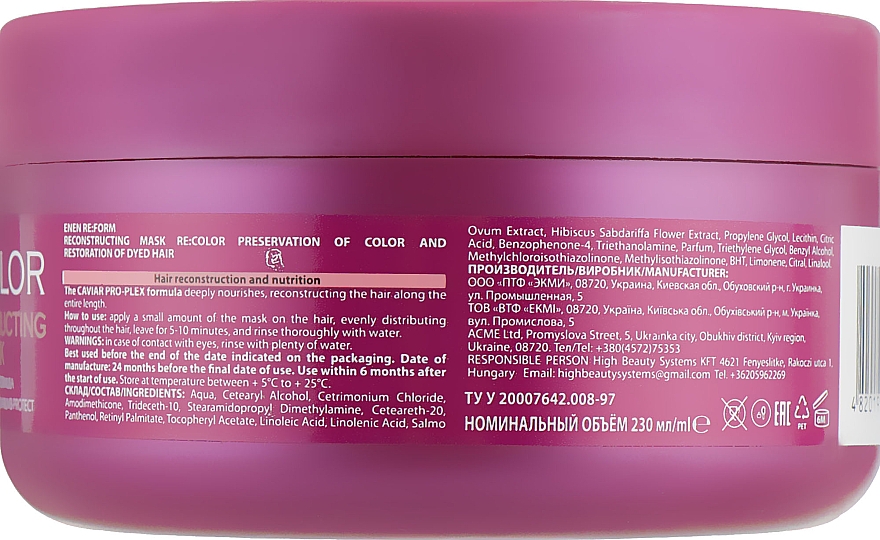 LOR
UCTING
K
PROTECT
ENEN RE:FORM
RECONSTRUCTING MASK RE:COLOR PRESERVATION OF COLOR AND
RESTORATION OF DYED HAIR
Hair reconstruction and nutrition
The CAVIAR PRO-PLEX formula deeply nourishes, reconstructing the hair along the
entire length.
How to use: apply a small amount of the mask on the hair, evenly distributing
throughout the hair, leave for 5-10 minutes, and rinse thoroughly with water.
WARNINGS: in case of contact with eyes, rinse with plenty of water.
Best used before the end of the date indicated on the packaging. Date of
manufacture: 24 months before the final date of use. Use within 6 months after
the start of use. Store at temperature between + 5°C to + 25°C.
СКЛАД/СОСТАВ/INGREDIENTS: Aqua, Cetearyl Alcohol, Cetrimonium Chloride,
Amodimethicone, Trideceth-10, Stearamidopropyl Dimethylamine, Ceteareth-20,
Panthenol, Retinyl Palmitate, Tocopheryl Acetate, Linoleic Acid, Linolenic Acid, Salmo
Ovum Extract, Hibiscus Sabdariffa Flower Extract, Propylene Glycol, Lecithin, Citric
Acid, Benzophenone-4, Triethanolamine, Parfum, Triethylene Glycol, Benzyl Alcohol,
Methylchloroisothiazolinone, Methylisothiazolinone, BHT, Limonene, Citral, Linalool.
ПРОИЗВОДИТЕЛЬ/ВИРОБНИК/MANUFACTURER:
ООО «ПТФ «ЭКМИ», 08720, Украина, Киевская обл., Обуховский р-н, г. Украинка,
ул. Промышленная, 5
ТОВ «ВТФ «ЕКМІ», 08720, Україна, Київська обл., Обухівський р-н, м. Українка,
вул. Промислова, 5
ACME Ltd, Promyslova Street, 5, Ukrainka city, Obukhiv district, Kyiv region,
Ukraine, 08720. Тел/Tel: +380(4572)75353
RESPONSIBLE PERSON High Beauty Systems KFT 4621 Fenyeslitke, Rakoczi utca 1,
Hungary Email: highbeautysystems@gmail.com Tel. +36205962269
ТУ У 20007642.008-97
НОМИНАЛЬНЫЙ ОБЪЁМ 230 мл/ml e
EAC
1
PET
6M
4 820